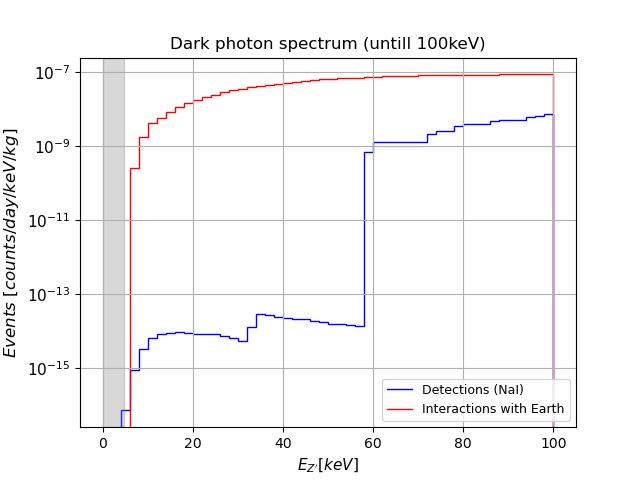 Dark photon spectrum (untill 100keV)
Events [counts/day/keV/kg]
10⁻⁷
10⁻⁹
10⁻¹¹
10⁻¹³
10⁻¹⁵
Detections (NaI)
Interactions with Earth
0 20 40 60 80 100
E_Z'[keV]